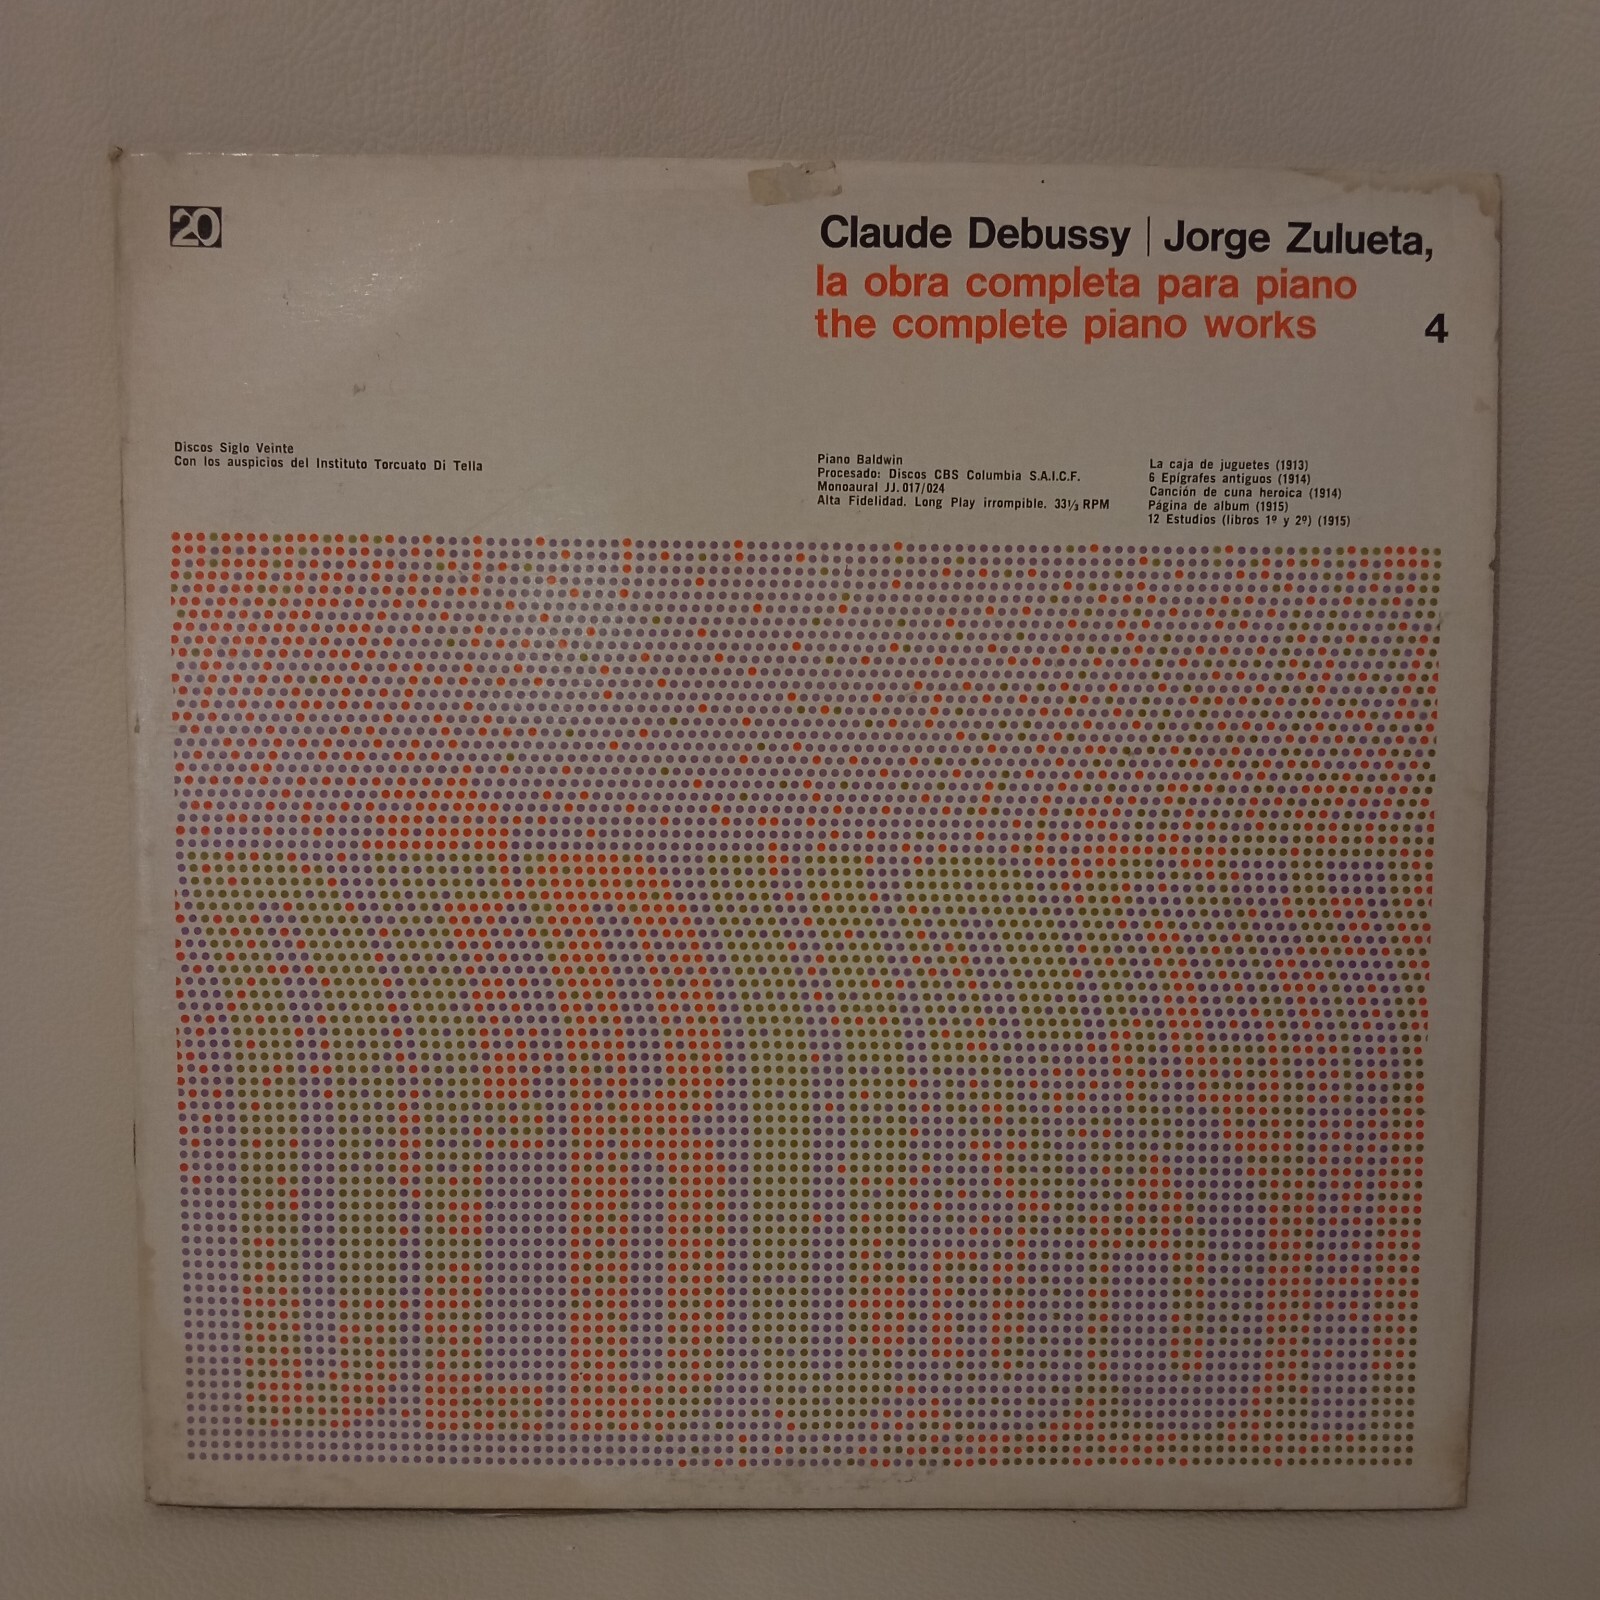 20
Claude Debussy | Jorge Zulueta,
la obra completa para piano
the complete piano works 4
Discos Siglo Veinte
Con los auspicios del Instituto Torcuato Di Tella
Piano Baldwin
Procesado: Discos CBS Columbia S.A.I.C.F.
Monoaural JJ. 017/024
Alta Fidelidad. Long Play irrompible. 33⅓ RPM
La caja de juguetes (1913)
6 Epígrafes antiguos (1914)
Canción de cuna heroica (1914)
Página de album (1915)
12 Estudios (libros 1º y 2º) (1915)